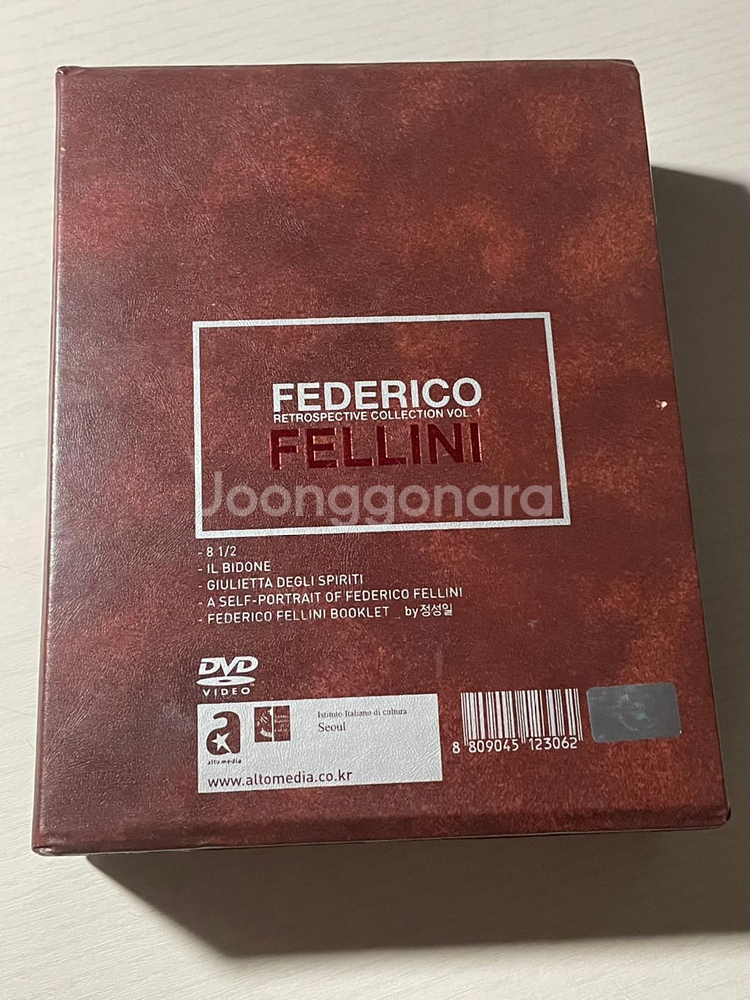 FEDERICO
RETROSPECTIVE COLLECTION VOL. 1
FELLINI
Joonggonara
- 8 1/2
- IL BIDONE
- GIULIETTA DEGLI SPIRITI
- A SELF-PORTRAIT OF FEDERICO FELLINI
- FEDERICO FELLINI BOOKLET _ by 정성일
DVD
VIDEO
a
altomedia
Istituto Italiano di cultura
Seoul
www.altomedia.co.kr
8 809045 123062